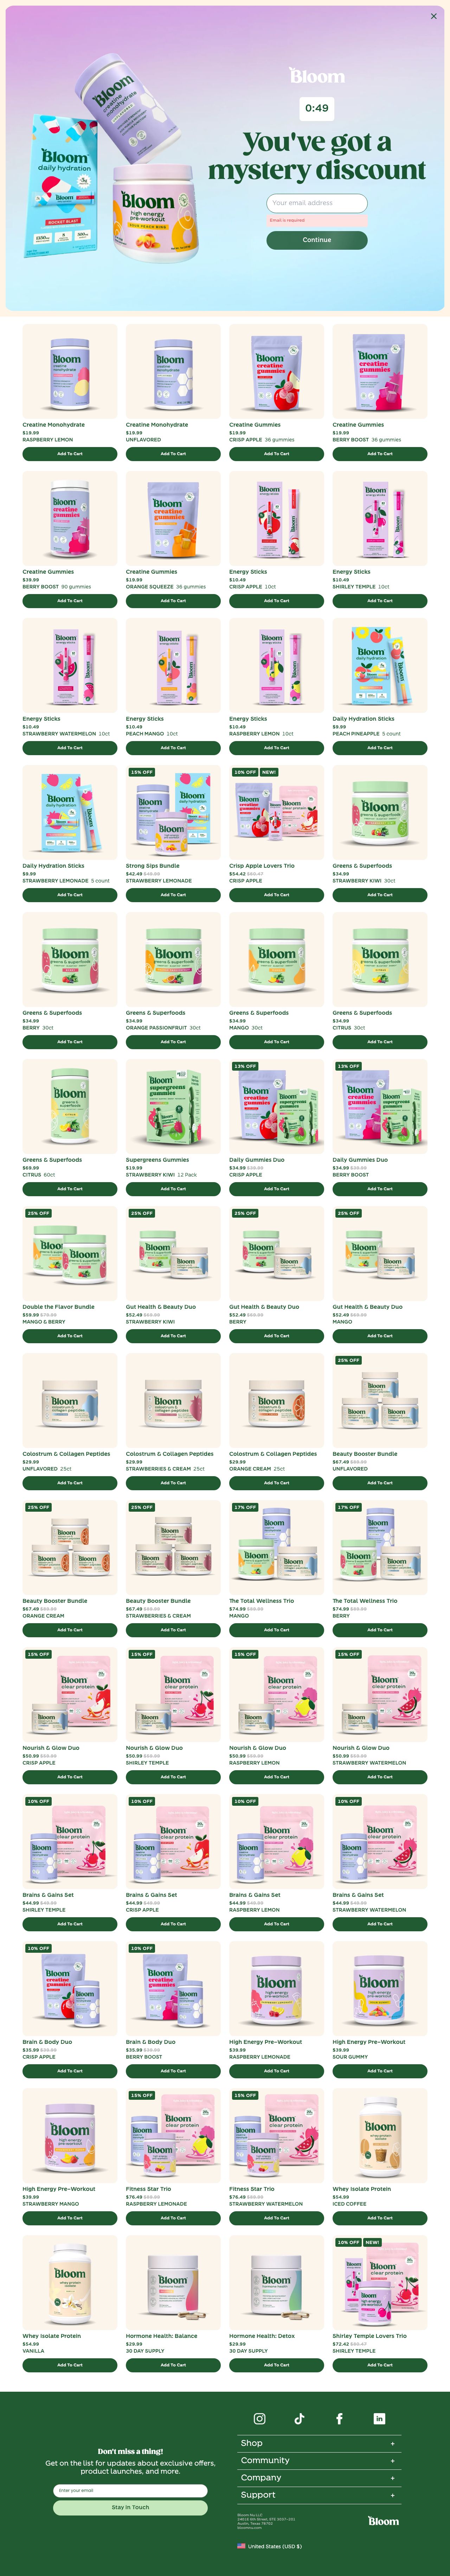 Bloom
0:49
You've got a
mystery discount
Your email address
Email is required
Continue
Bloom
creatine
monohydrate
Bloom
daily hydration
ROCKET BLAST
Bloom
high energy
pre-workout
SOUR PEACH RING
Creatine Monohydrate
$19.99
RASPBERRY LEMON
Add To Cart
Creatine Monohydrate
$19.99
UNFLAVORED
Add To Cart
Creatine Gummies
$19.99
CRISP APPLE 36 gummies
Add To Cart
Creatine Gummies
$19.99
BERRY BOOST 36 gummies
Add To Cart
Creatine Gummies
$39.99
BERRY BOOST 90 gummies
Add To Cart
Creatine Gummies
$19.99
ORANGE SQUEEZE 36 gummies
Add To Cart
Energy Sticks
$10.49
CRISP APPLE 10ct
Add To Cart
Energy Sticks
$10.49
SHIRLEY TEMPLE 10ct
Add To Cart
Energy Sticks
$10.49
STRAWBERRY WATERMELON 10ct
Add To Cart
Energy Sticks
$10.49
PEACH MANGO 10ct
Add To Cart
Energy Sticks
$10.49
RASPBERRY LEMON 10ct
Add To Cart
Daily Hydration Sticks
$9.99
PEACH PINEAPPLE 5 count
Add To Cart
Daily Hydration Sticks
$9.99
STRAWBERRY LEMONADE 5 count
Add To Cart
15% OFF
Strong Sips Bundle
$42.49
STRAWBERRY LEMONADE
Add To Cart
10% OFF NEW!
Crisp Apple Lovers Trio
$54.42
CRISP APPLE
Add To Cart
Greens & Superfoods
$34.99
STRAWBERRY KIWI 30ct
Add To Cart
Greens & Superfoods
$34.99
BERRY 30ct
Add To Cart
Greens & Superfoods
$34.99
ORANGE PASSIONFRUIT 30ct
Add To Cart
Greens & Superfoods
$34.99
MANGO 30ct
Add To Cart
Greens & Superfoods
$34.99
CITRUS 30ct
Add To Cart
Greens & Superfoods
$69.99
CITRUS 60ct
Add To Cart
Supergreens Gummies
$19.99
STRAWBERRY KIWI 12 Pack
Add To Cart
13% OFF
Daily Gummies Duo
$34.99
CRISP APPLE
Add To Cart
13% OFF
Daily Gummies Duo
$34.99
BERRY BOOST
Add To Cart
25% OFF
Double the Flavor Bundle
$59.99
MANGO & BERRY
Add To Cart
25% OFF
Gut Health & Beauty Duo
$52.49
STRAWBERRY KIWI
Add To Cart
25% OFF
Gut Health & Beauty Duo
$52.49
BERRY
Add To Cart
25% OFF
Gut Health & Beauty Duo
$52.49
MANGO
Add To Cart
Colostrum & Collagen Peptides
$29.99
UNFLAVORED 25ct
Add To Cart
Colostrum & Collagen Peptides
$29.99
STRAWBERRIES & CREAM 25ct
Add To Cart
Colostrum & Collagen Peptides
$29.99
ORANGE CREAM 25ct
Add To Cart
25% OFF
Beauty Booster Bundle
$67.49
UNFLAVORED
Add To Cart
25% OFF
Beauty Booster Bundle
$67.49
ORANGE CREAM
Add To Cart
25% OFF
Beauty Booster Bundle
$67.49
STRAWBERRIES & CREAM
Add To Cart
17% OFF
The Total Wellness Trio
$74.99
MANGO
Add To Cart
17% OFF
The Total Wellness Trio
$74.99
BERRY
Add To Cart
15% OFF
Nourish & Glow Duo
$50.99
CRISP APPLE
Add To Cart
15% OFF
Nourish & Glow Duo
$50.99
SHIRLEY TEMPLE
Add To Cart
15% OFF
Nourish & Glow Duo
$50.99
RASPBERRY LEMON
Add To Cart
15% OFF
Nourish & Glow Duo
$50.99
STRAWBERRY WATERMELON
Add To Cart
10% OFF
Brains & Gains Set
$44.99
SHIRLEY TEMPLE
Add To Cart
10% OFF
Brains & Gains Set
$44.99
CRISP APPLE
Add To Cart
10% OFF
Brains & Gains Set
$44.99
RASPBERRY LEMON
Add To Cart
10% OFF
Brains & Gains Set
$44.99
STRAWBERRY WATERMELON
Add To Cart
10% OFF
Brain & Body Duo
$35.99
CRISP APPLE
Add To Cart
10% OFF
Brain & Body Duo
$35.99
BERRY BOOST
Add To Cart
High Energy Pre-Workout
$39.99
RASPBERRY LEMONADE
Add To Cart
High Energy Pre-Workout
$39.99
SOUR GUMMY
Add To Cart
High Energy Pre-Workout
$39.99
STRAWBERRY MANGO
Add To Cart
15% OFF
Fitness Star Trio
$76.49
RASPBERRY LEMONADE
Add To Cart
15% OFF
Fitness Star Trio
$76.49
STRAWBERRY WATERMELON
Add To Cart
Whey Isolate Protein
$54.99
ICED COFFEE
Add To Cart
Whey Isolate Protein
$54.99
VANILLA
Add To Cart
Hormone Health: Balance
$29.99
30 DAY SUPPLY
Add To Cart
Hormone Health: Detox
$29.99
30 DAY SUPPLY
Add To Cart
10% OFF NEW!
Shirley Temple Lovers Trio
$72.42
SHIRLEY TEMPLE
Add To Cart
Don't miss a thing!
Get on the list for updates about exclusive offers,
product launches, and more.
Enter your email
Stay In Touch
Shop +
Community +
Company +
Support +
Bloom Nu LLC
Austin, Texas 78702
bloomnu.com
Bloom
United States (USD $)